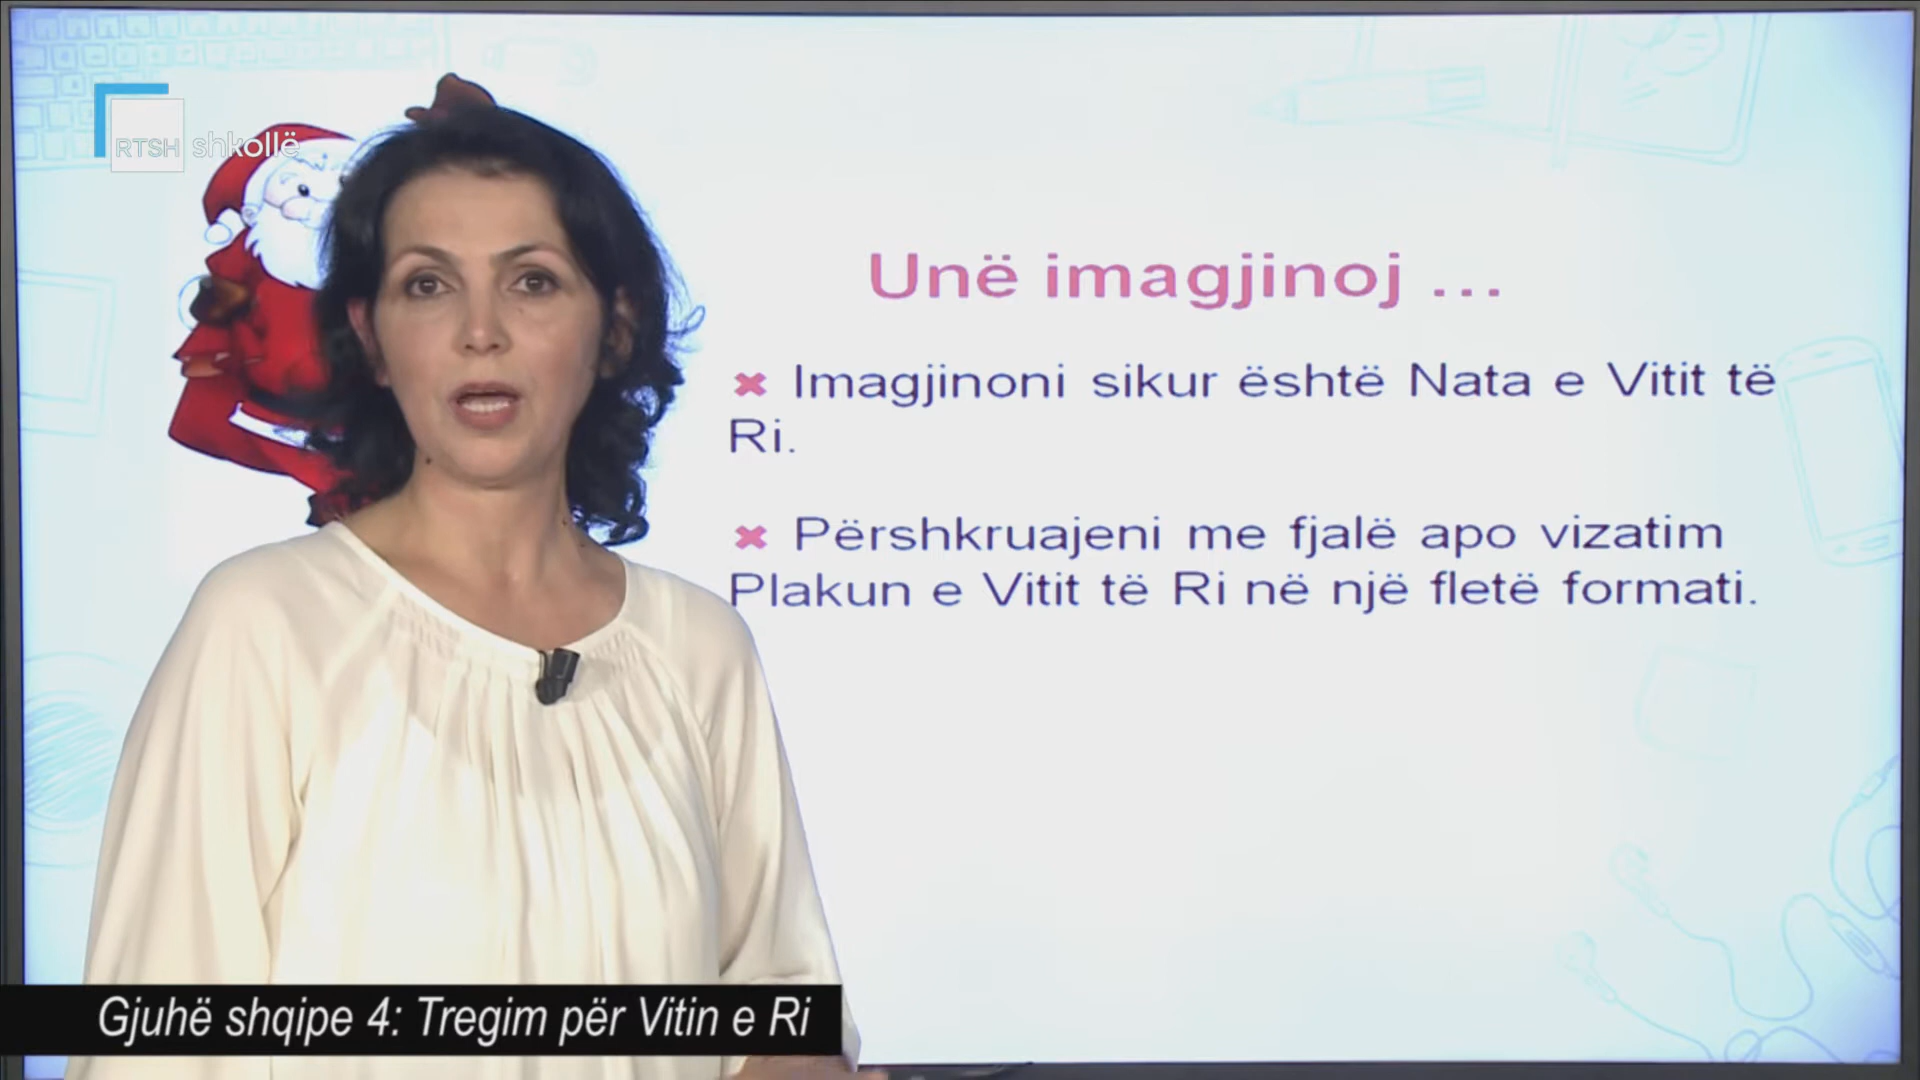 RTSH shkollë
Unë imagjinoj ...
Imagjinoni sikur është Nata e Vitit të
Ri.
Përshkruajeni me fjalë apo vizatim
Plakun e Vitit të Ri në një fletë formati.
Gjuhë shqipe 4: Tregim për Vitin e Ri